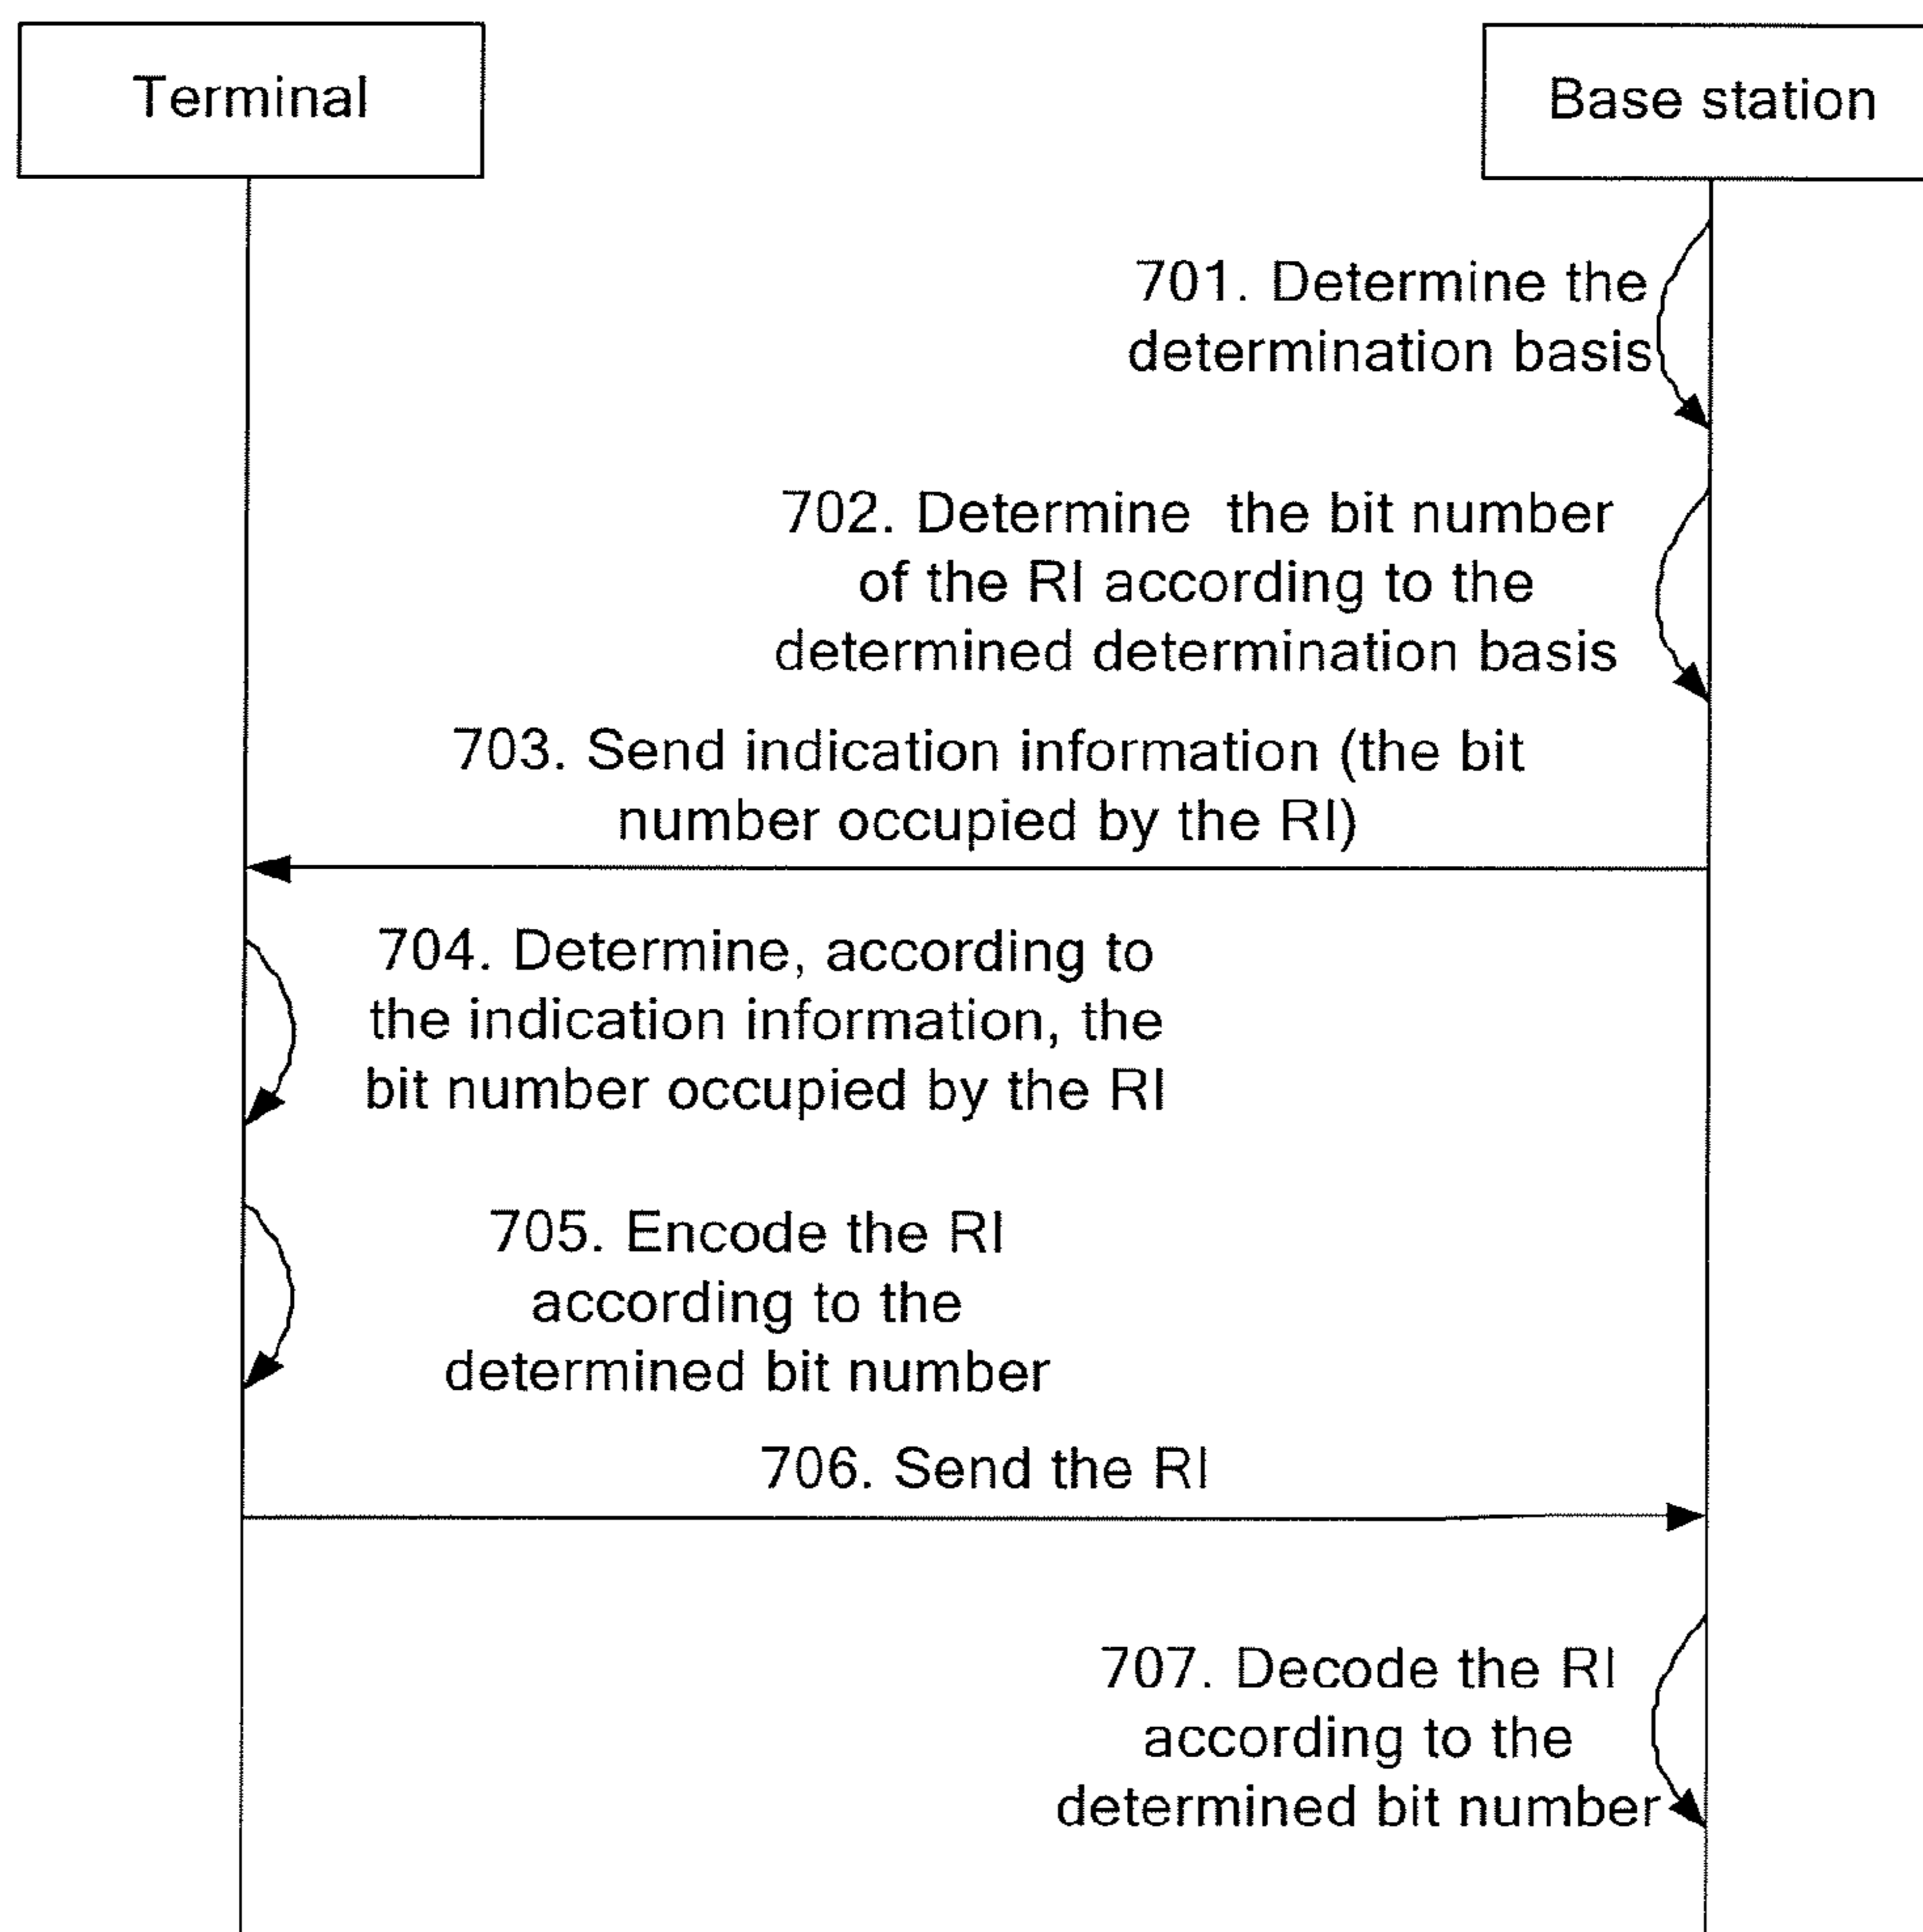 Terminal
Base station
701. Determine the
determination basis
702. Determine the bit number
of the RI according to the
determined determination basis
703. Send indication information (the bit
number occupied by the RI)
704. Determine, according to
the indication information, the
bit number occupied by the RI
705. Encode the RI
according to the
determined bit number
706. Send the RI
707. Decode the RI
according to the
determined bit number